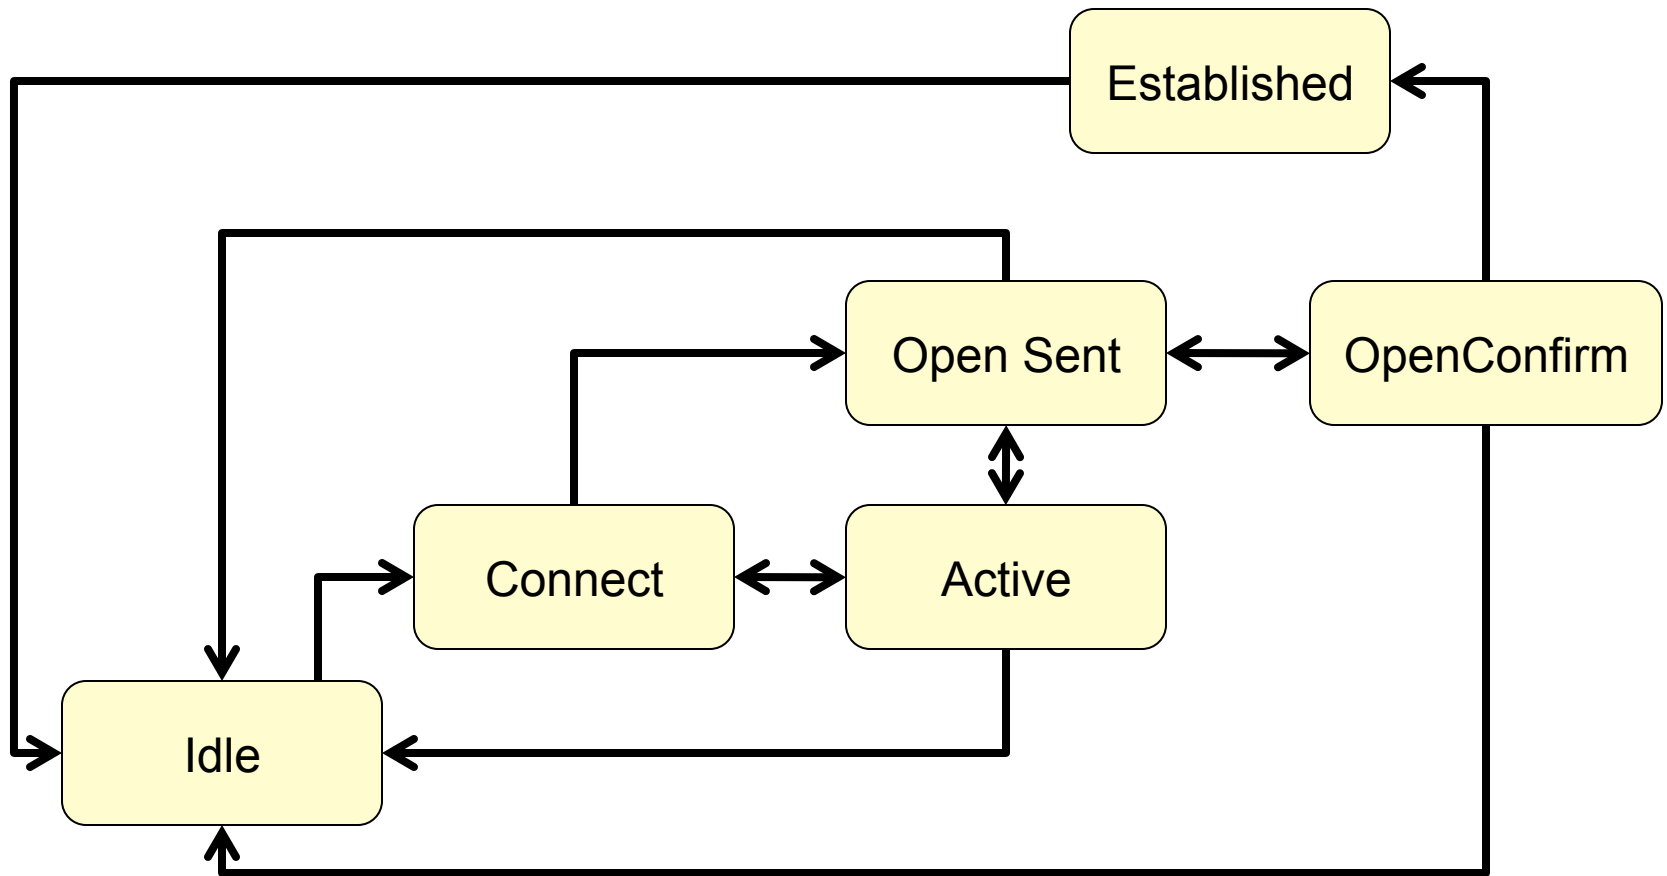 Established
Open Sent
OpenConfirm
Connect
Active
Idle